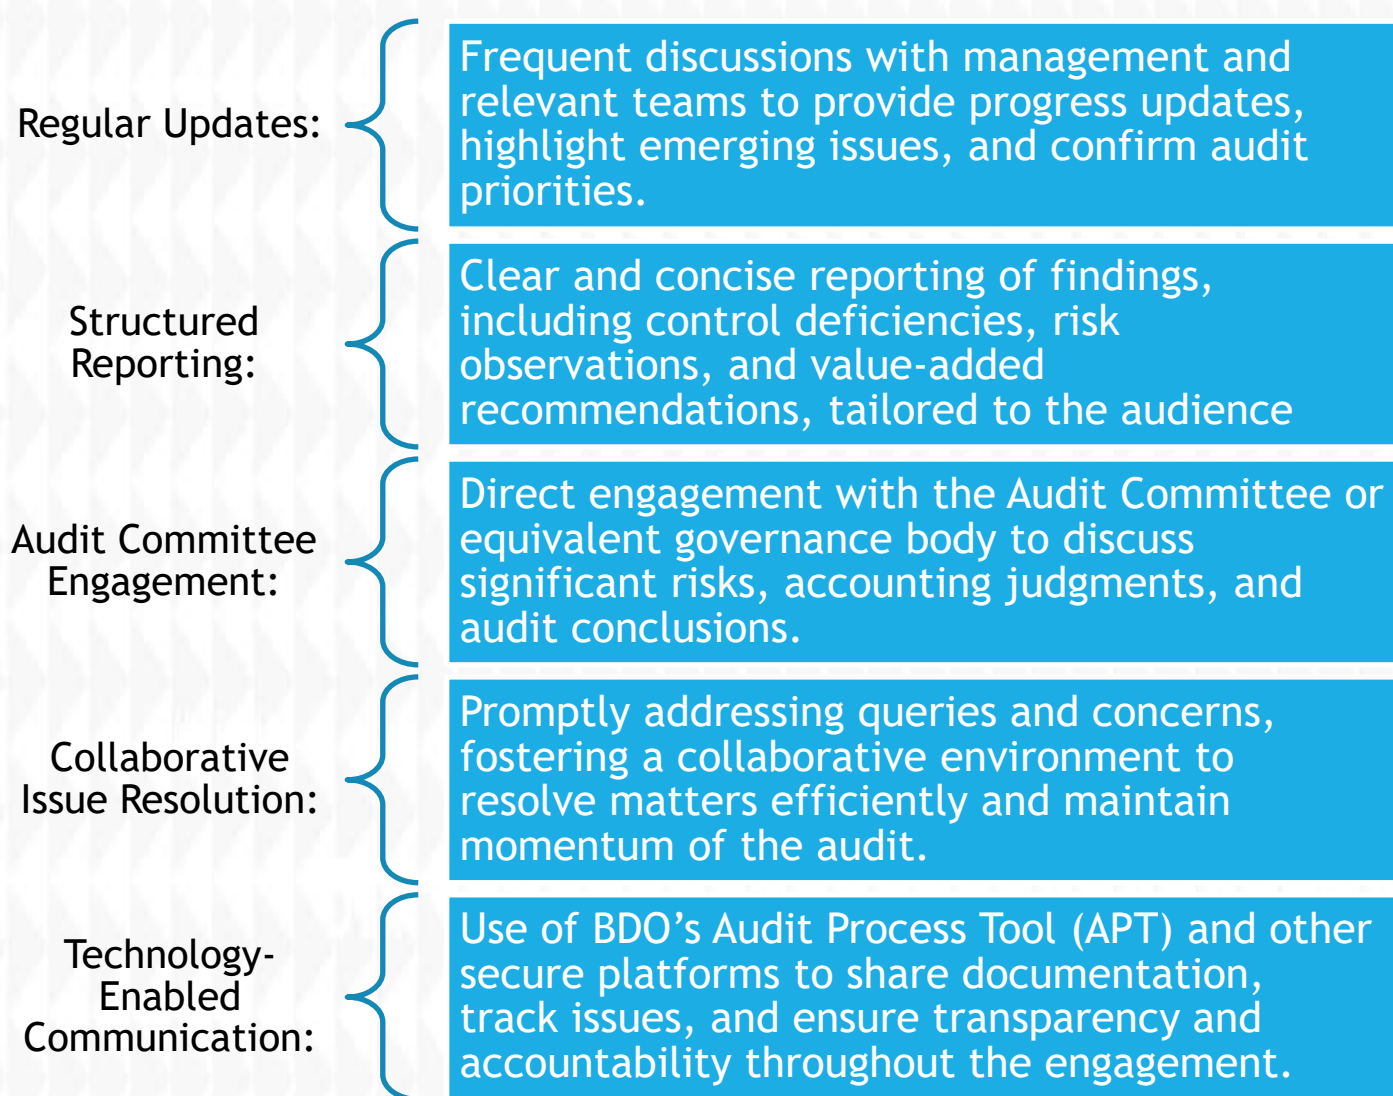 Regular Updates:
Frequent discussions with management and
relevant teams to provide progress updates,
highlight emerging issues, and confirm audit
priorities.
Structured
Reporting:
Clear and concise reporting of findings,
including control deficiencies, risk
observations, and value-added
recommendations, tailored to the audience
Audit Committee
Engagement:
Direct engagement with the Audit Committee or
equivalent governance body to discuss
significant risks, accounting judgments, and
audit conclusions.
Collaborative
Issue Resolution:
Promptly addressing queries and concerns,
fostering a collaborative environment to
resolve matters efficiently and maintain
momentum of the audit.
Technology-
Enabled
Communication:
Use of BDO’s Audit Process Tool (APT) and other
secure platforms to share documentation,
track issues, and ensure transparency and
accountability throughout the engagement.